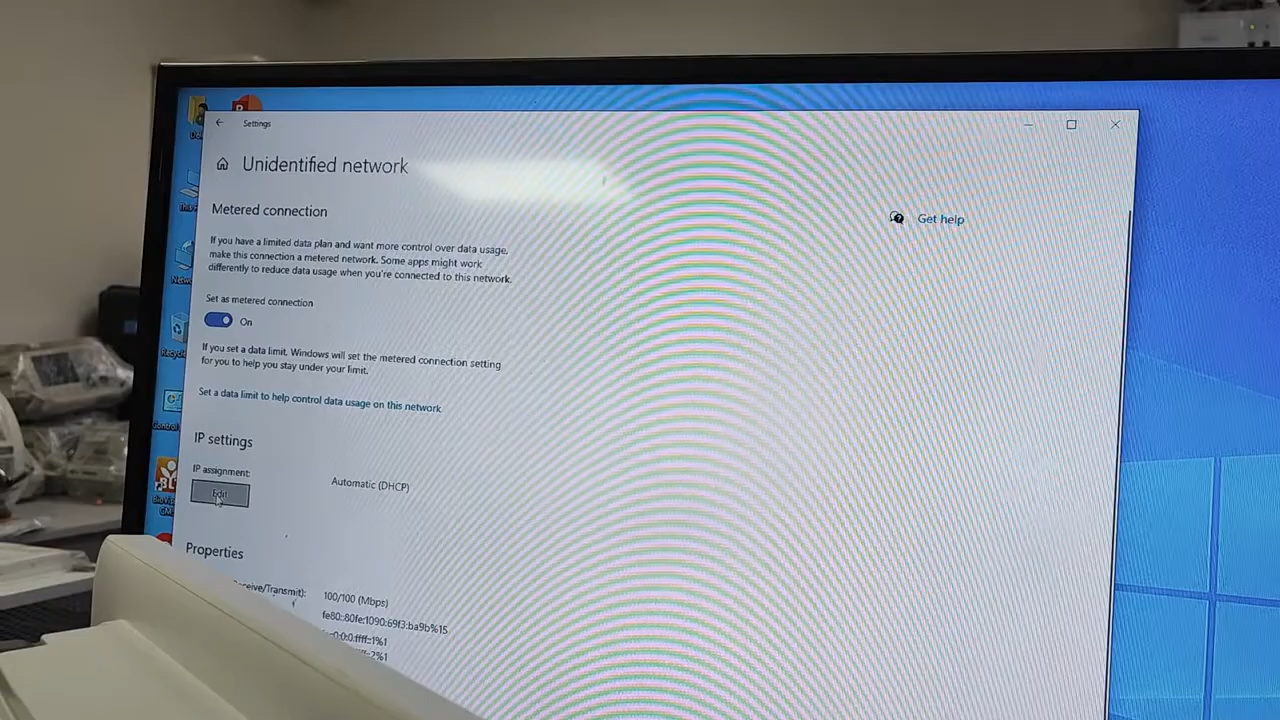 Settings
Unidentified network
Metered connection
Get help
If you have a limited data plan and want more control over data usage,
make this connection a metered network. Some apps might work
differently to reduce data usage when you're connected to this network.
Set as metered connection
On
If you set a data limit, Windows will set the metered connection setting
for you to help you stay under your limit.
Set a data limit to help control data usage on this network
IP settings
IP assignment:
Automatic (DHCP)
Edit
Properties
100/100 (Mbps)
fe80::80fe:1090:69f3:ba9b%15